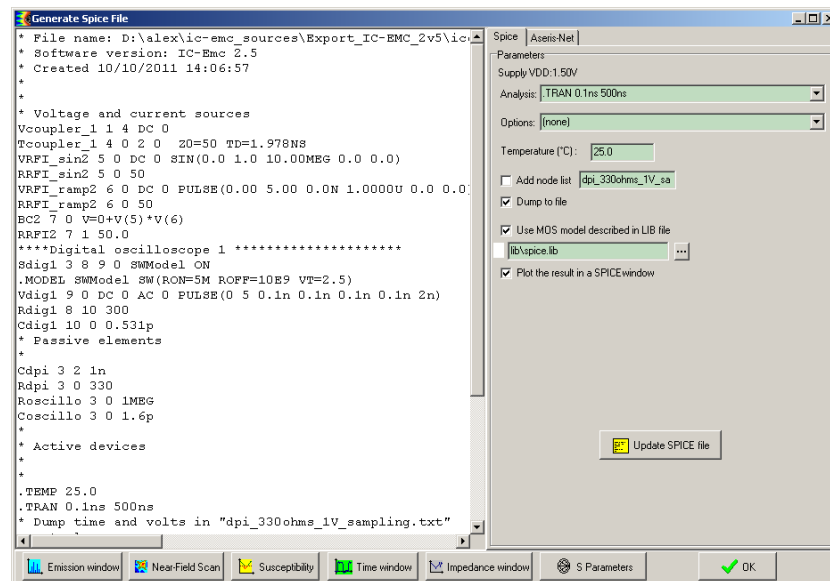 Generate Spice File
* File name: D:\alex\ic-emc_sources\Export_IC-EMC_2v5\ic
* Software version: IC-Emc 2.5
* Created 10/10/2011 14:06:57
*
*
* Voltage and current sources
Vcoupler_1 1 4 DC 0
Tcoupler_1 4 0 2 0  Z0=50 TD=1.978NS
VRFI_sin2 5 0 DC 0 SIN(0.0 1.0 10.00MEG 0.0 0.0)
RRFI_sin2 5 0 50
VRFI_ramp2 6 0 DC 0 PULSE(0.00 5.00 0.0N 1.0000U 0.0 0.0
RRFI_ramp2 6 0 50
BC2 7 0 V=0+V(5)*V(6)
RRFI2 7 1 50.0
****Digital oscilloscope 1 *********************
Sdig1 3 8 9 0 SWModel ON
.MODEL SWModel SW(RON=5M ROFF=10E9 VT=2.5)
Vdig1 9 0 DC 0 AC 0 PULSE(0 5 0.1n 0.1n 0.1n 0.1n 2n)
Rdig1 8 10 300
Cdig1 10 0 0.531p
* Passive elements
*
Cdpi 3 2 1n
Rdpi 3 0 330
Roscillo 3 0 1MEG
Coscillo 3 0 1.6p
*
* Active devices
*
*
.TEMP 25.0
.TRAN 0.1ns 500ns
* Dump time and volts in "dpi_330ohms_1V_sampling.txt"
Spice Aseris-Net
Parameters
Supply VDD:1.50V
Analysis: .TRAN 0.1ns 500ns
Options: (none)
Temperature (°C) : 25.0
Add node list dpi_330ohms_1V_sa
Dump to file
Use MOS model described in LIB file
lib\spice.lib ...
Plot the result in a SPICE window
Update SPICE file
Emission window Near-Field Scan Susceptibility Time window Impedance window S Parameters OK